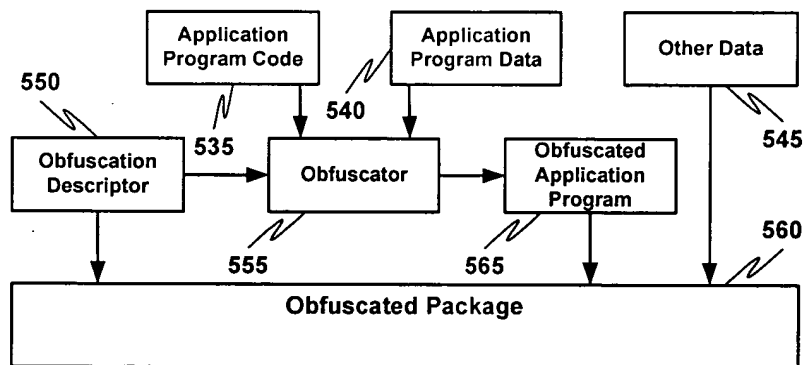 Application
Program Code
Application
Program Data
Other Data
550
535
540
545
Obfuscation
Descriptor
Obfuscator
Obfuscated
Application
Program
555
565
560
Obfuscated Package